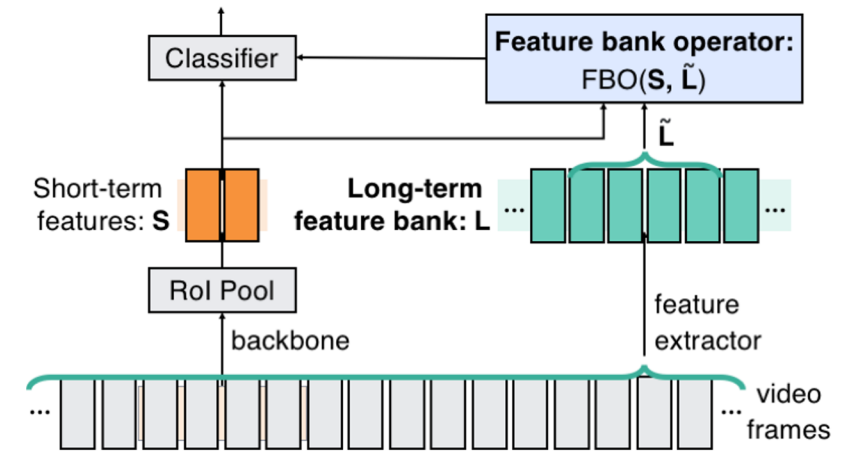 Classifier
Feature bank operator:
FBO(S, L̃)
L̃
Short-term
features: S
Long-term
feature bank: L
...
...
RoI Pool
backbone
feature
extractor
...
...
video
frames